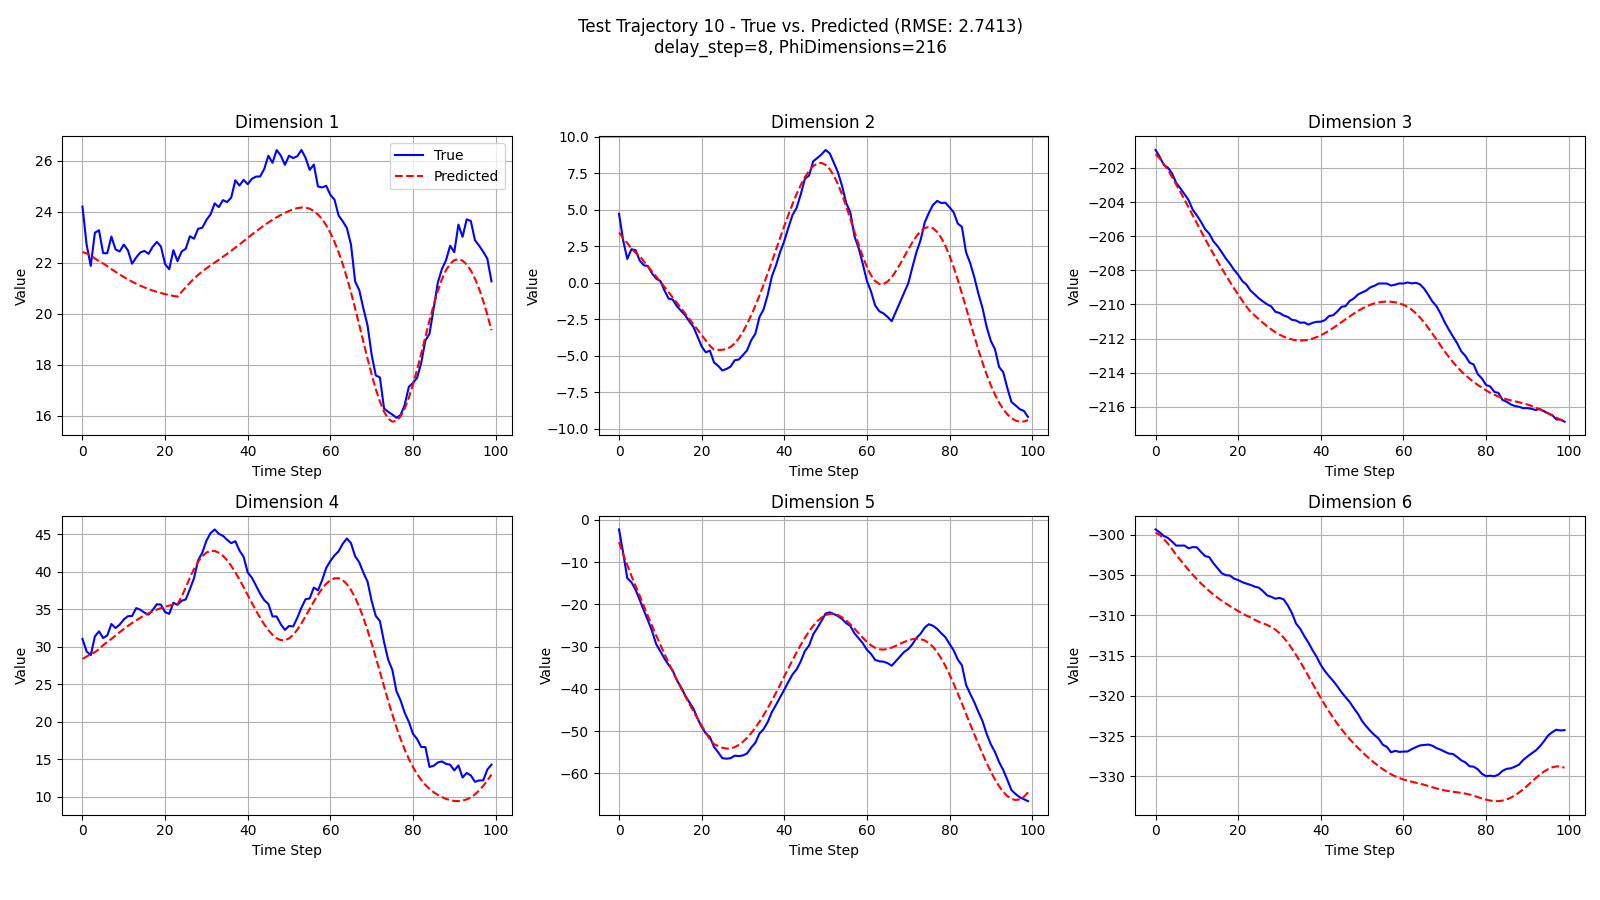 Test Trajectory 10 - True vs. Predicted (RMSE: 2.7413)
delay_step=8, PhiDimensions=216
Dimension 1
26
24
22
20
18
16
Value
0 20 40 60 80 100
Time Step
True
Predicted
Dimension 2
10.0
7.5
5.0
2.5
0.0
−2.5
−5.0
−7.5
−10.0
Value
0 20 40 60 80 100
Time Step
Dimension 3
−202
−204
−206
−208
−210
−212
−214
−216
Value
0 20 40 60 80 100
Time Step
Dimension 4
45
40
35
30
25
20
15
10
Value
0 20 40 60 80 100
Time Step
Dimension 5
0
−10
−20
−30
−40
−50
−60
Value
0 20 40 60 80 100
Time Step
Dimension 6
−300
−305
−310
−315
−320
−325
−330
Value
0 20 40 60 80 100
Time Step